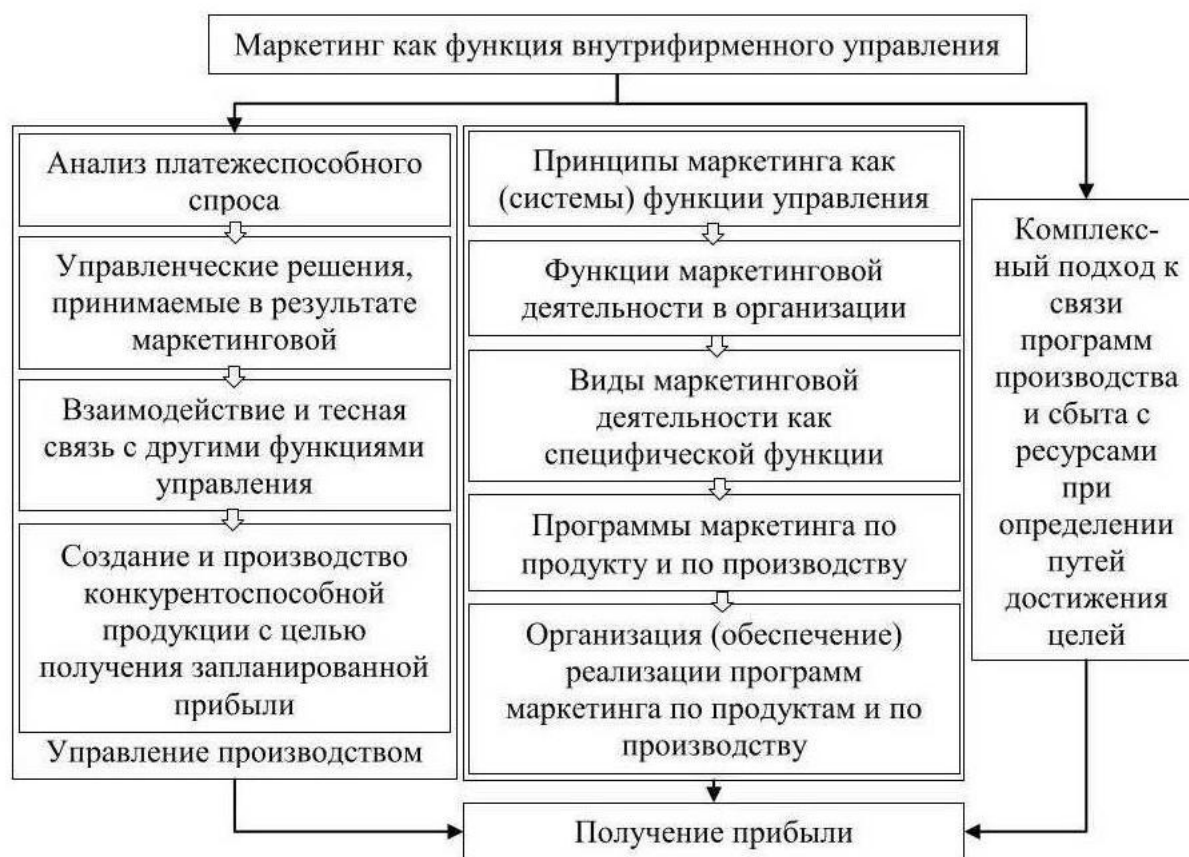 Маркетинг как функция внутрифирменного управления
Анализ платежеспособного
спроса
Управленческие решения,
принимаемые в результате
маркетинговой
Взаимодействие и тесная
связь с другими функциями
управления
Создание и производство
конкурентоспособной
продукции с целью
получения запланированной
прибыли
Управление производством
Принципы маркетинга как
(системы) функции управления
Функции маркетинговой
деятельности в организации
Виды маркетинговой
деятельности как
специфической функции
Программы маркетинга по
продукту и по производству
Организация (обеспечение)
реализации программ
маркетинга по продуктам и по
производству
Комплекс-
ный подход к
связи
программ
производства
и сбыта с
ресурсами
при
определении
путей
достижения
целей
Получение прибыли